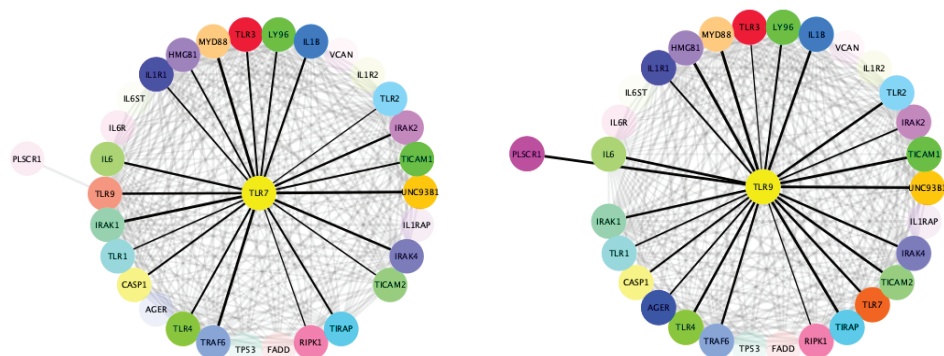 TLR3
LY96
MYD88
IL1B
HMGB1
VCAN
IL1R1
IL1R2
IL6ST
TLR2
IL6R
IRAK2
PLSCR1
IL6
TICAM1
TLR9
TLR7
UNC93B1
IRAK1
IL1RAP
TLR1
IRAK4
CASP1
TICAM2
AGER
TLR4
TIRAP
TRAF6
TP53
FADD
RIPK1
TLR3
LY96
MYD88
IL1B
HMGB1
VCAN
IL1R1
IL1R2
IL6ST
TLR2
IL6R
IRAK2
PLSCR1
IL6
TICAM1
TLR9
UNC93B1
IRAK1
IL1RAP
TLR1
IRAK4
CASP1
TICAM2
AGER
TLR7
TLR4
TIRAP
TRAF6
TP53
FADD
RIPK1